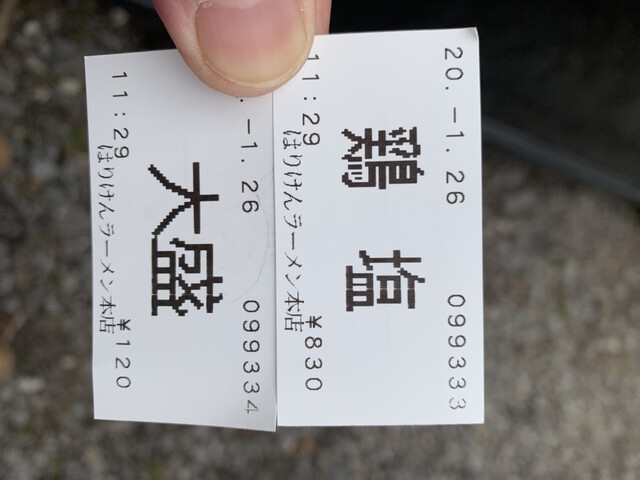 20.-1.26 099333
鶏 塩
11:29 ¥830
はりけんラーメン本店
.-1.26 099334
大盛
11:29 ¥120
はりけんラーメン本店